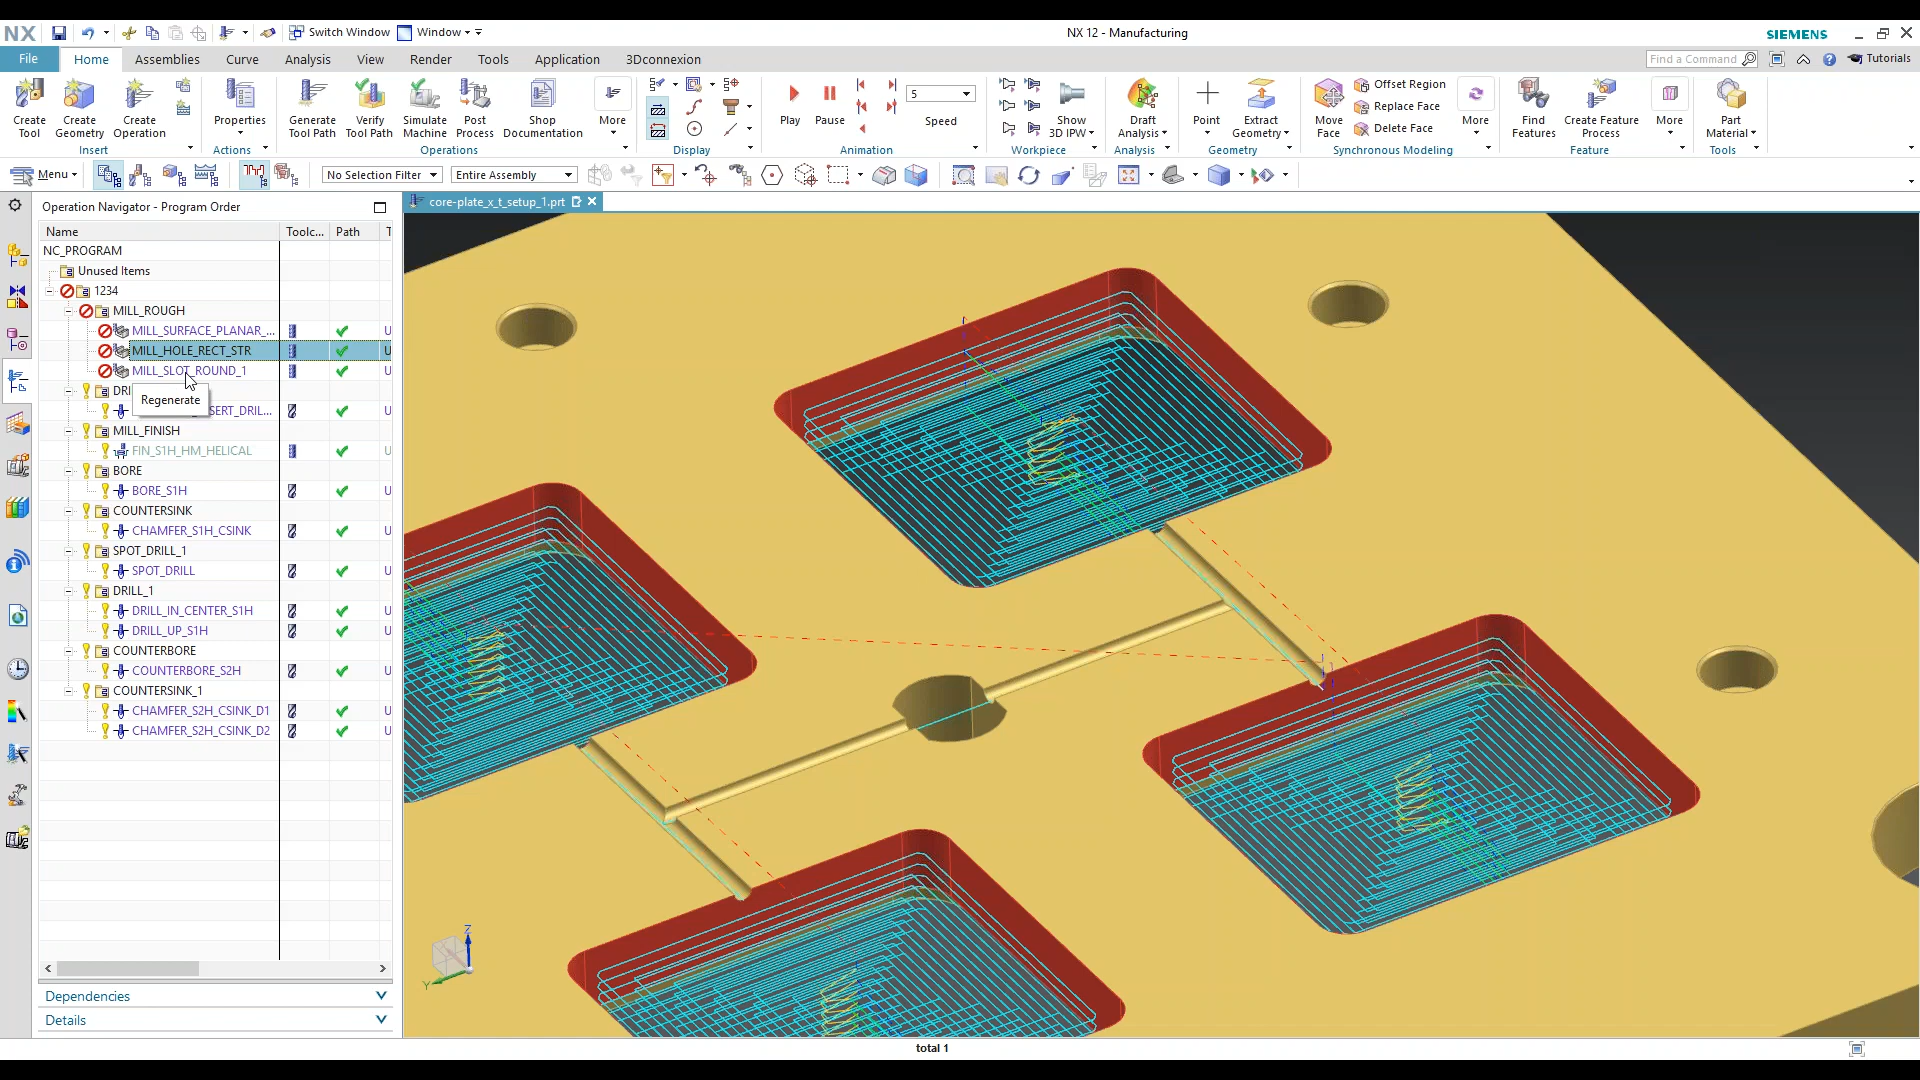 NX
Switch Window
Window
NX 12 - Manufacturing
SIEMENS
File
Home
Assemblies
Curve
Analysis
View
Render
Tools
Application
3Dconnexion
Find a Command
Tutorials
Create Tool
Create Geometry
Create Operation
Properties
Generate Tool Path
Verify Tool Path
Simulate Machine
Post Process
Shop Documentation
More
Play
Pause
5
Speed
Show 3D IPW
Draft Analysis
Point
Extract Geometry
Move Face
Offset Region
Replace Face
Delete Face
More
Find Features
Create Feature Process
More
Part Material
Insert
Actions
Operations
Display
Animation
Workpiece
Analysis
Geometry
Synchronous Modeling
Feature
Tools
Menu
No Selection Filter
Entire Assembly
Operation Navigator - Program Order
core-plate_x_t_setup_1.prt
Name
Toolc...
Path
T
NC_PROGRAM
Unused Items
1234
MILL_ROUGH
MILL_SURFACE_PLANAR_...
U
MILL_HOLE_RECT_STR
U
MILL_SLOT_ROUND_1
U
DRI
Regenerate
SERT_DRIL...
U
MILL_FINISH
FIN_S1H_HM_HELICAL
U
BORE
BORE_S1H
U
COUNTERSINK
CHAMFER_S1H_CSINK
U
SPOT_DRILL_1
SPOT_DRILL
U
DRILL_1
DRILL_IN_CENTER_S1H
U
DRILL_UP_S1H
U
COUNTERBORE
COUNTERBORE_S2H
U
COUNTERSINK_1
CHAMFER_S2H_CSINK_D1
U
CHAMFER_S2H_CSINK_D2
U
Z
Y
Dependencies
Details
total 1